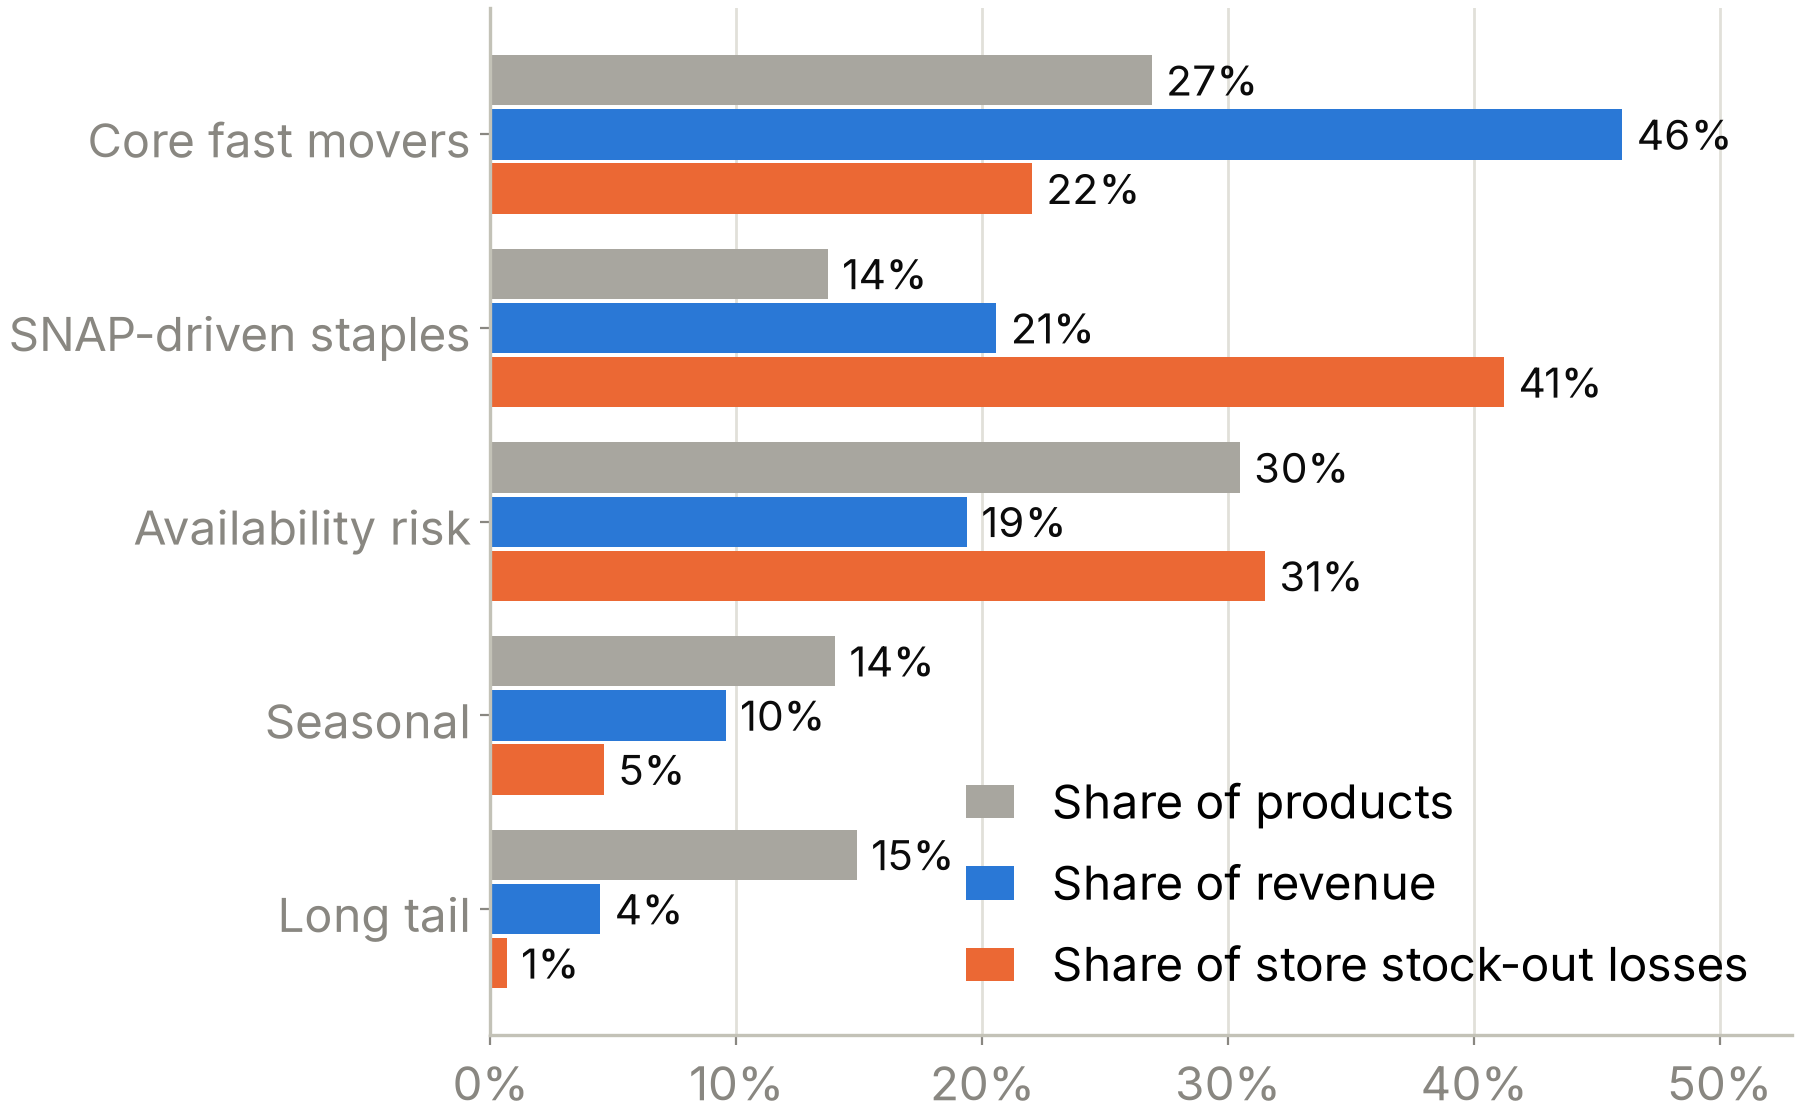 27%
Core fast movers
46%
22%
14%
SNAP-driven staples
21%
41%
30%
Availability risk
19%
31%
14%
Seasonal
10%
5%
15%
Long tail
4%
1%
Share of products
Share of revenue
Share of store stock-out losses
0% 10% 20% 30% 40% 50%